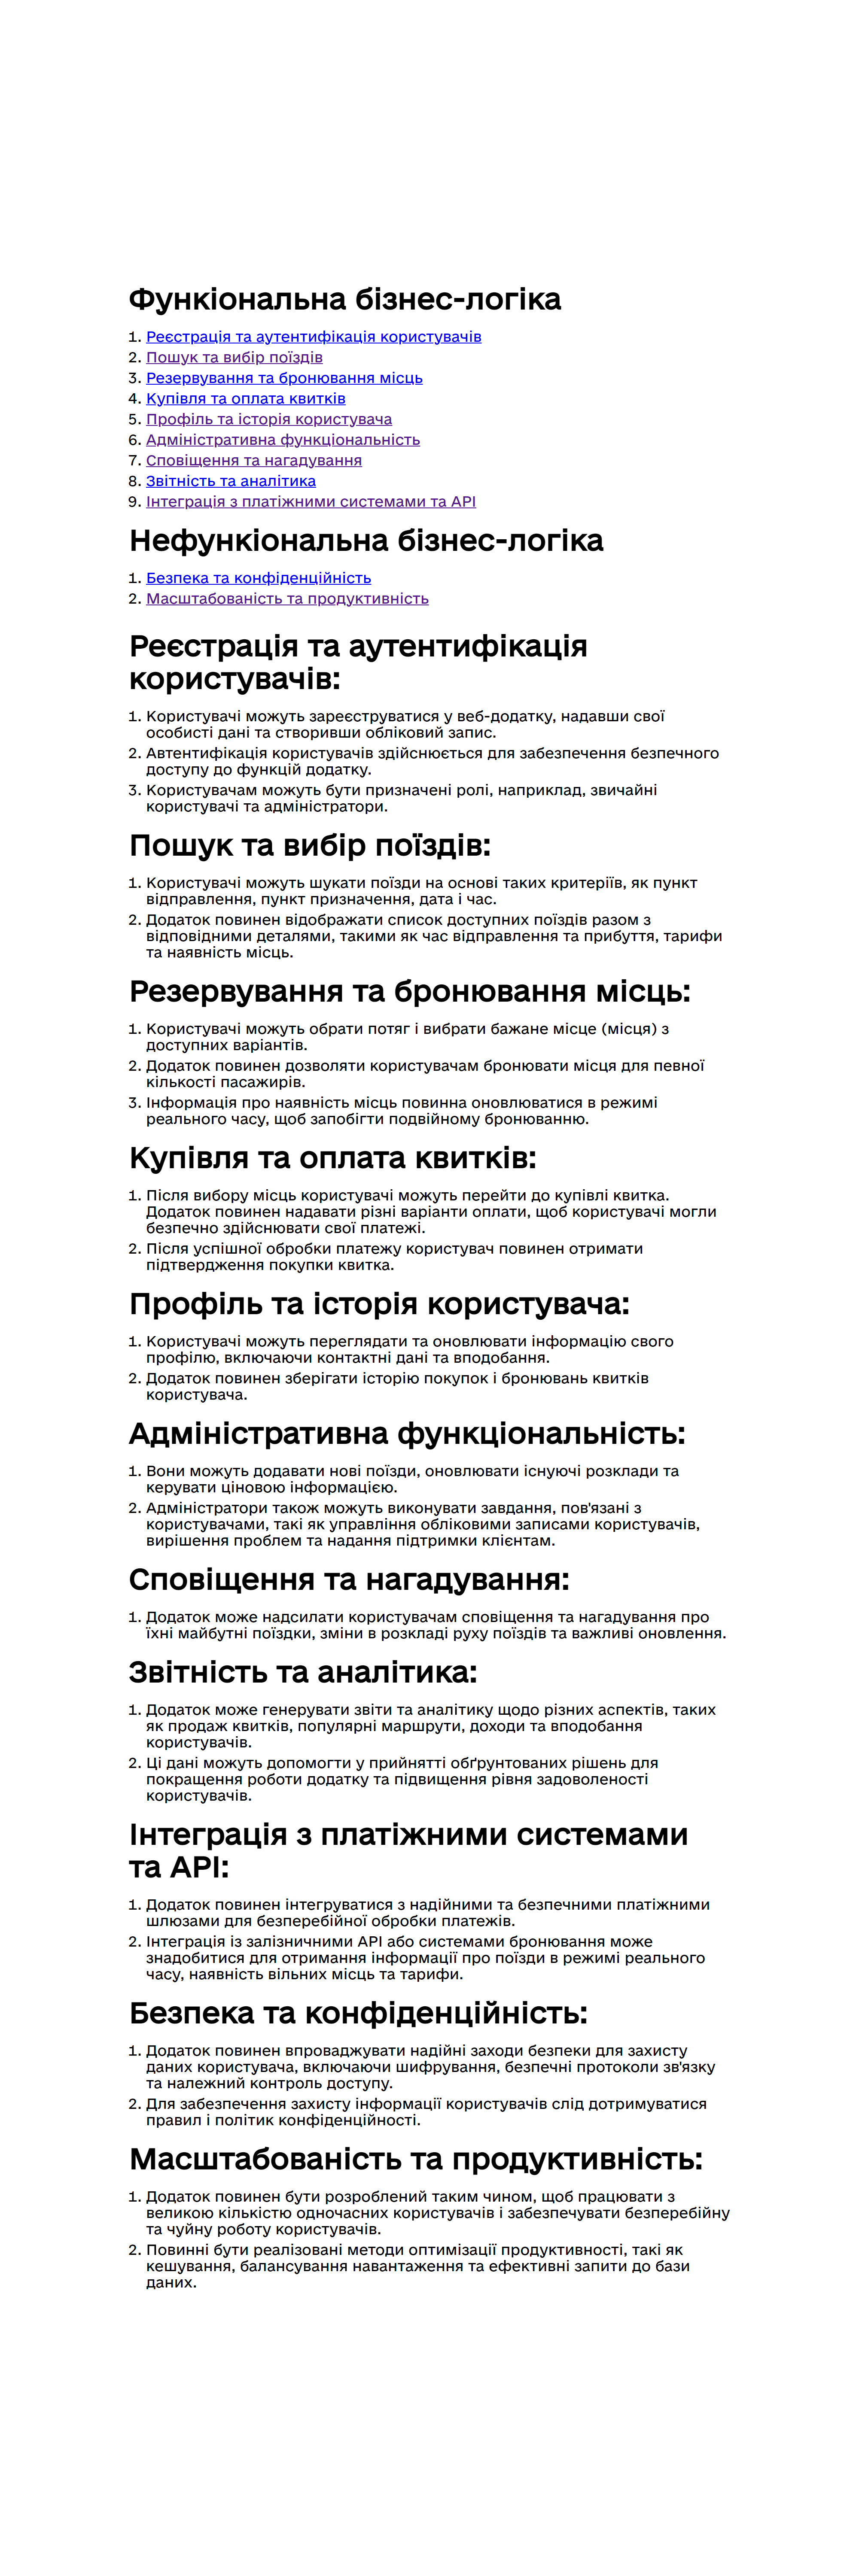 Функіональна бізнес-логіка
1. Реєстрація та аутентифікація користувачів
2. Пошук та вибір поїздів
3. Резервування та бронювання місць
4. Купівля та оплата квитків
5. Профіль та історія користувача
6. Адміністративна функціональність
7. Сповіщення та нагадування
8. Звітність та аналітика
9. Інтеграція з платіжними системами та API
Нефункіональна бізнес-логіка
1. Безпека та конфіденційність
2. Масштабованість та продуктивність
Реєстрація та аутентифікація
користувачів:
1. Користувачі можуть зареєструватися у веб-додатку, надавши свої
особисті дані та створивши обліковий запис.
2. Автентифікація користувачів здійснюється для забезпечення безпечного
доступу до функцій додатку.
3. Користувачам можуть бути призначені ролі, наприклад, звичайні
користувачі та адміністратори.
Пошук та вибір поїздів:
1. Користувачі можуть шукати поїзди на основі таких критеріїв, як пункт
відправлення, пункт призначення, дата і час.
2. Додаток повинен відображати список доступних поїздів разом з
відповідними деталями, такими як час відправлення та прибуття, тарифи
та наявність місць.
Резервування та бронювання місць:
1. Користувачі можуть обрати потяг і вибрати бажане місце (місця) з
доступних варіантів.
2. Додаток повинен дозволяти користувачам бронювати місця для певної
кількості пасажирів.
3. Інформація про наявність місць повинна оновлюватися в режимі
реального часу, щоб запобігти подвійному бронюванню.
Купівля та оплата квитків:
1. Після вибору місць користувачі можуть перейти до купівлі квитка.
Додаток повинен надавати різні варіанти оплати, щоб користувачі могли
безпечно здійснювати свої платежі.
2. Після успішної обробки платежу користувач повинен отримати
підтвердження покупки квитка.
Профіль та історія користувача:
1. Користувачі можуть переглядати та оновлювати інформацію свого
профілю, включаючи контактні дані та вподобання.
2. Додаток повинен зберігати історію покупок і бронювань квитків
користувача.
Адміністративна функціональність:
1. Вони можуть додавати нові поїзди, оновлювати існуючі розклади та
керувати ціновою інформацією.
2. Адміністратори також можуть виконувати завдання, пов'язані з
користувачами, такі як управління обліковими записами користувачів,
вирішення проблем та надання підтримки клієнтам.
Сповіщення та нагадування:
1. Додаток може надсилати користувачам сповіщення та нагадування про
їхні майбутні поїздки, зміни в розкладі руху поїздів та важливі оновлення.
Звітність та аналітика:
1. Додаток може генерувати звіти та аналітику щодо різних аспектів, таких
як продаж квитків, популярні маршрути, доходи та вподобання
користувачів.
2. Ці дані можуть допомогти у прийнятті обґрунтованих рішень для
покращення роботи додатку та підвищення рівня задоволеності
користувачів.
Інтеграція з платіжними системами
та API:
1. Додаток повинен інтегруватися з надійними та безпечними платіжними
шлюзами для безперебійної обробки платежів.
2. Інтеграція із залізничними API або системами бронювання може
знадобитися для отримання інформації про поїзди в режимі реального
часу, наявність вільних місць та тарифи.
Безпека та конфіденційність:
1. Додаток повинен впроваджувати надійні заходи безпеки для захисту
даних користувача, включаючи шифрування, безпечні протоколи зв'язку
та належний контроль доступу.
2. Для забезпечення захисту інформації користувачів слід дотримуватися
правил і політик конфіденційності.
Масштабованість та продуктивність:
1. Додаток повинен бути розроблений таким чином, щоб працювати з
великою кількістю одночасних користувачів і забезпечувати безперебійну
та чуйну роботу користувачів.
2. Повинні бути реалізовані методи оптимізації продуктивності, такі як
кешування, балансування навантаження та ефективні запити до бази
даних.